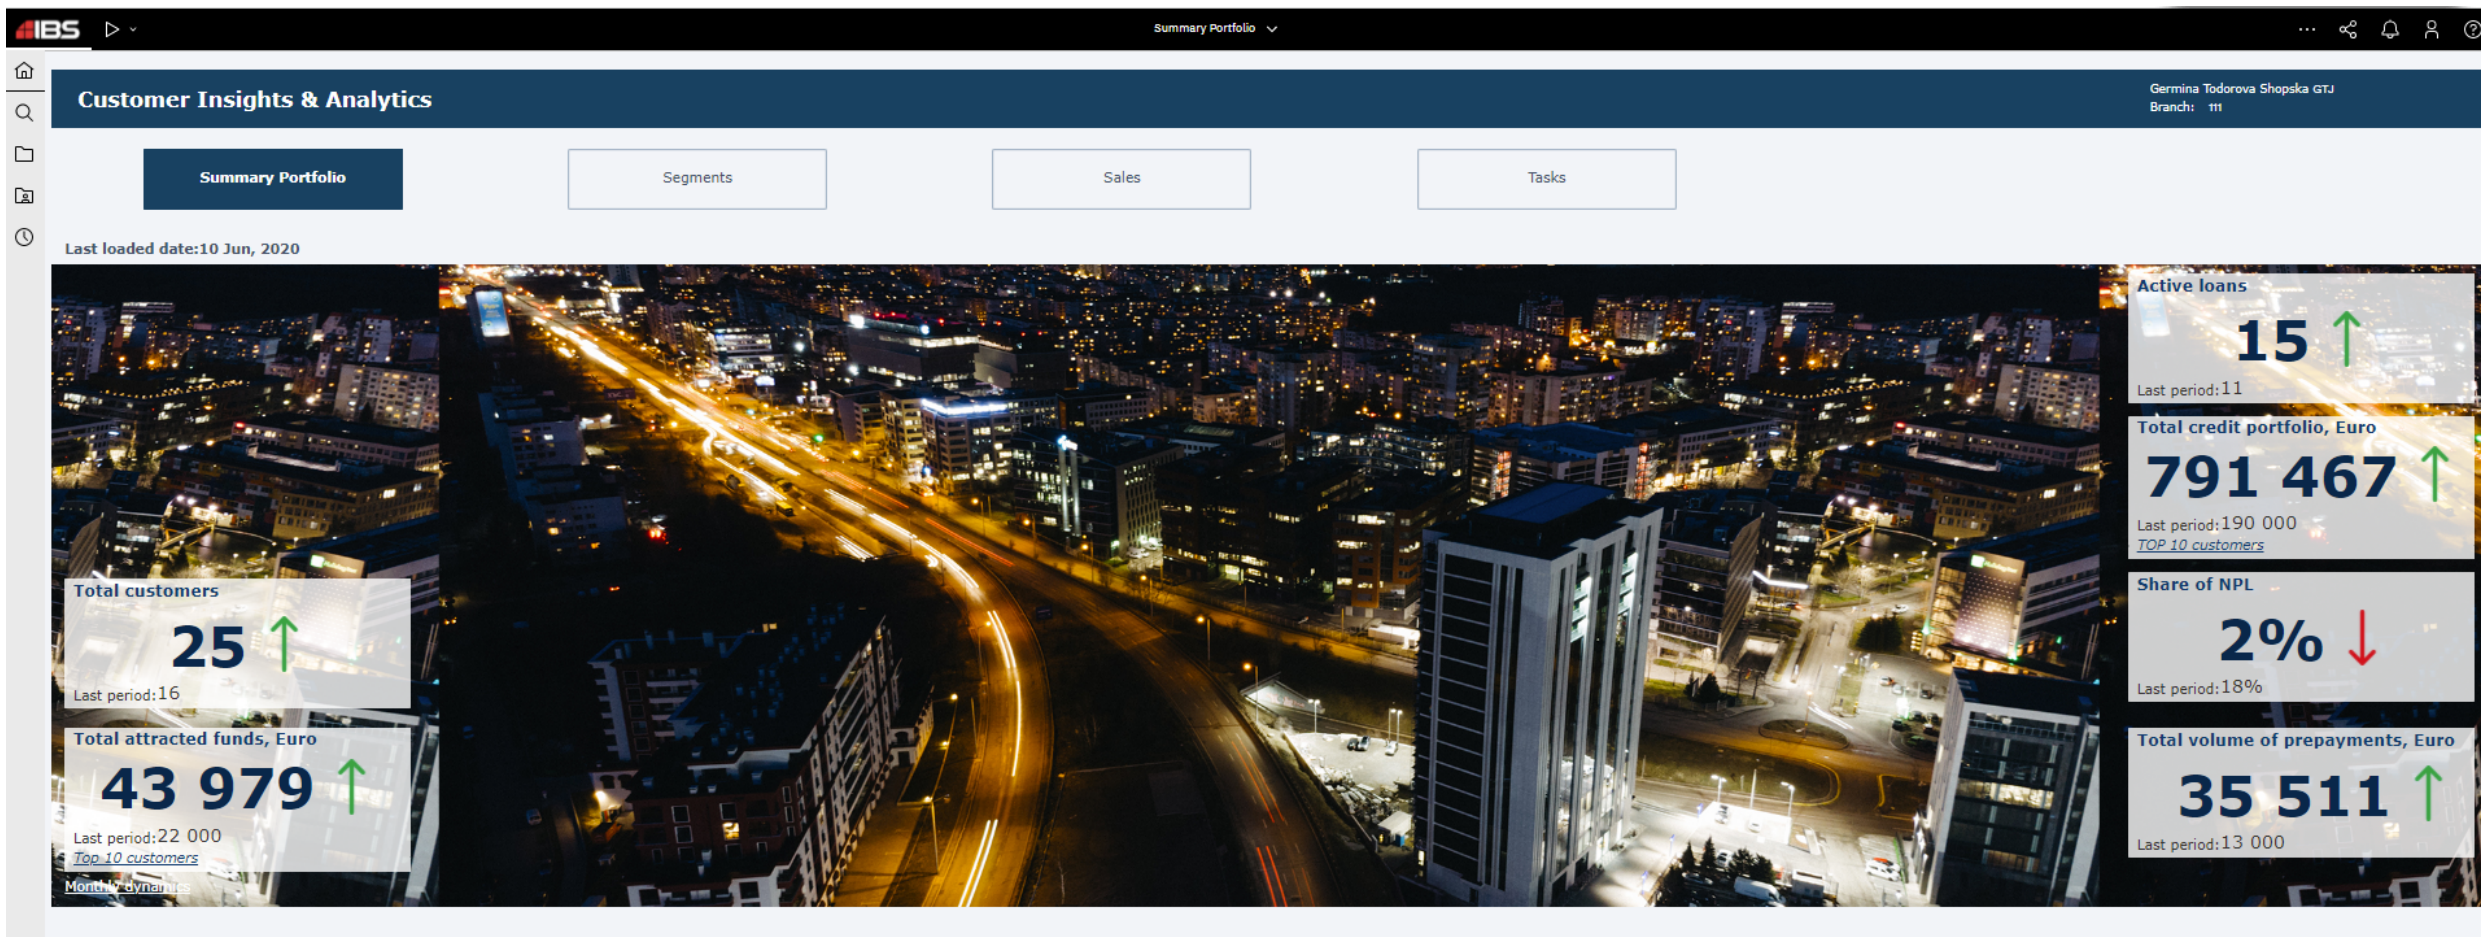 IBS
Summary Portfolio
Customer Insights & Analytics
Germina Todorova Shopska GTJ
Branch: 111
Summary Portfolio
Segments
Sales
Tasks
Last loaded date:10 Jun, 2020
Total customers
25
Last period:16
Total attracted funds, Euro
43 979
Last period:22 000
Top 10 customers
Monthly dynamics
Active loans
15
Last period:11
Total credit portfolio, Euro
791 467
Last period:190 000
TOP 10 customers
Share of NPL
2%
Last period:18%
Total volume of prepayments, Euro
35 511
Last period:13 000